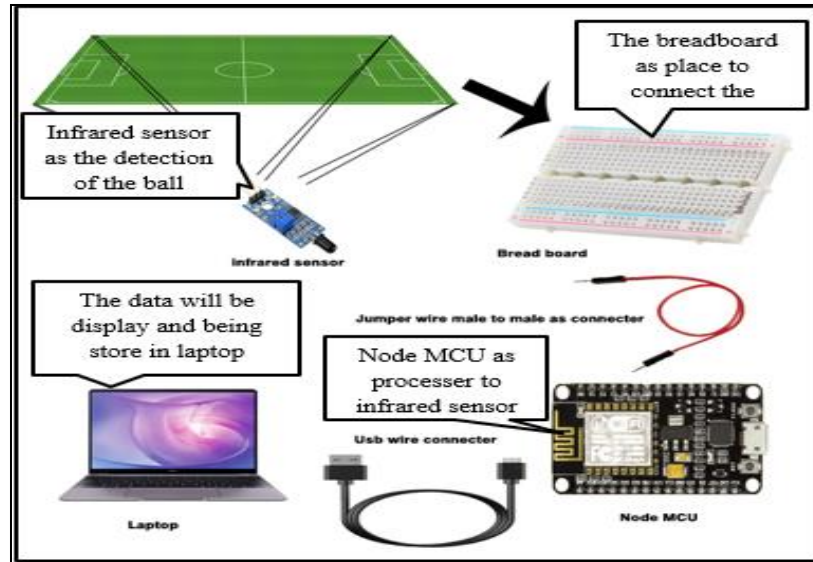 The breadboard
as place to
connect the
Infrared sensor
as the detection
of the ball
Infrared sensor
Bread board
The data will be
display and being
store in laptop
Jumper wire male to male as connecter
Node MCU as
processer to
infrared sensor
Usb wire connecter
Laptop
Node MCU